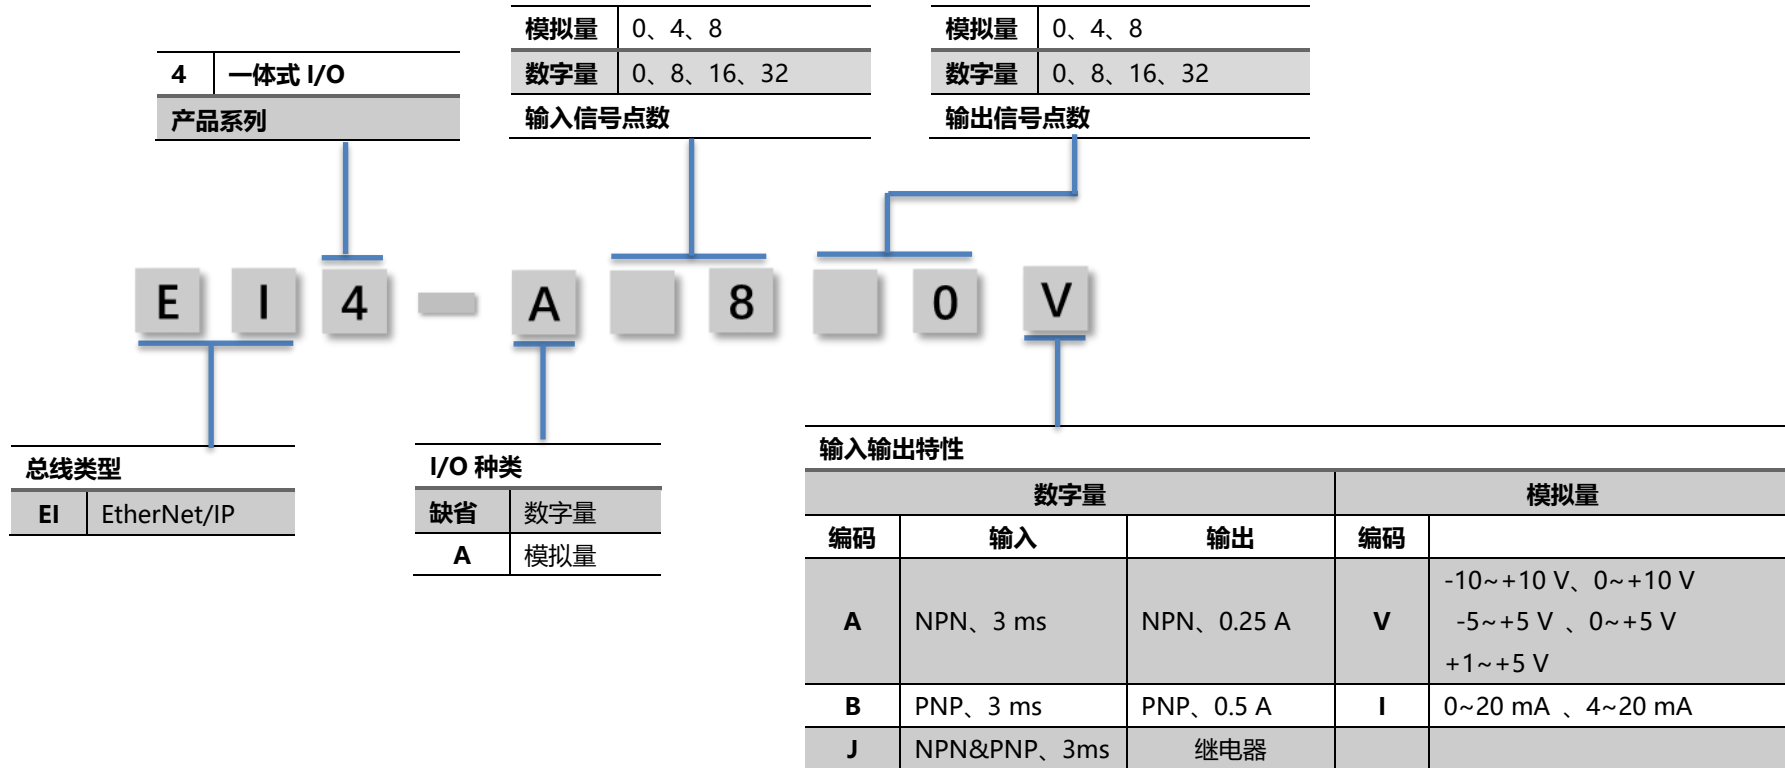 模拟量 0、4、8
数字量 0、8、16、32
输入信号点数
模拟量 0、4、8
数字量 0、8、16、32
输出信号点数
4 一体式 I/O
产品系列
E I 4 A 8 0 V
总线类型
EI EtherNet/IP
I/O 种类
缺省 数字量
A 模拟量
输入输出特性
数字量 模拟量
编码 输入 输出 编码
-10~+10 V、0~+10 V
A NPN、3 ms NPN、0.25 A V -5~+5 V 、0~+5 V
+1~+5 V
B PNP、3 ms PNP、0.5 A I 0~20 mA 、4~20 mA
J NPN&PNP、3ms 继电器